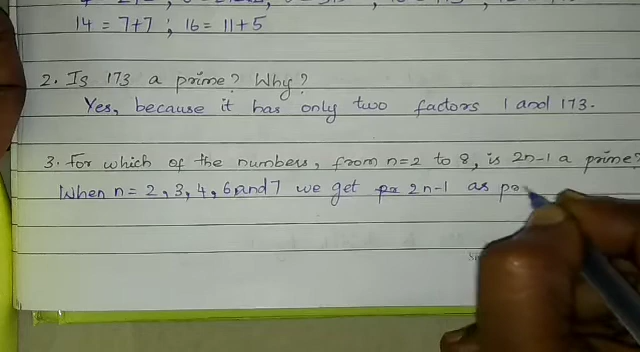 14 = 7+7 ; 16 = 11+5
2. Is 173 a prime? Why?
Yes, because it has only two factors 1 and 173.
3. For which of the numbers, from n=2 to 8, is 2n-1 a prime?
When n = 2, 3, 4, 6 and 7 we get 2n-1 as